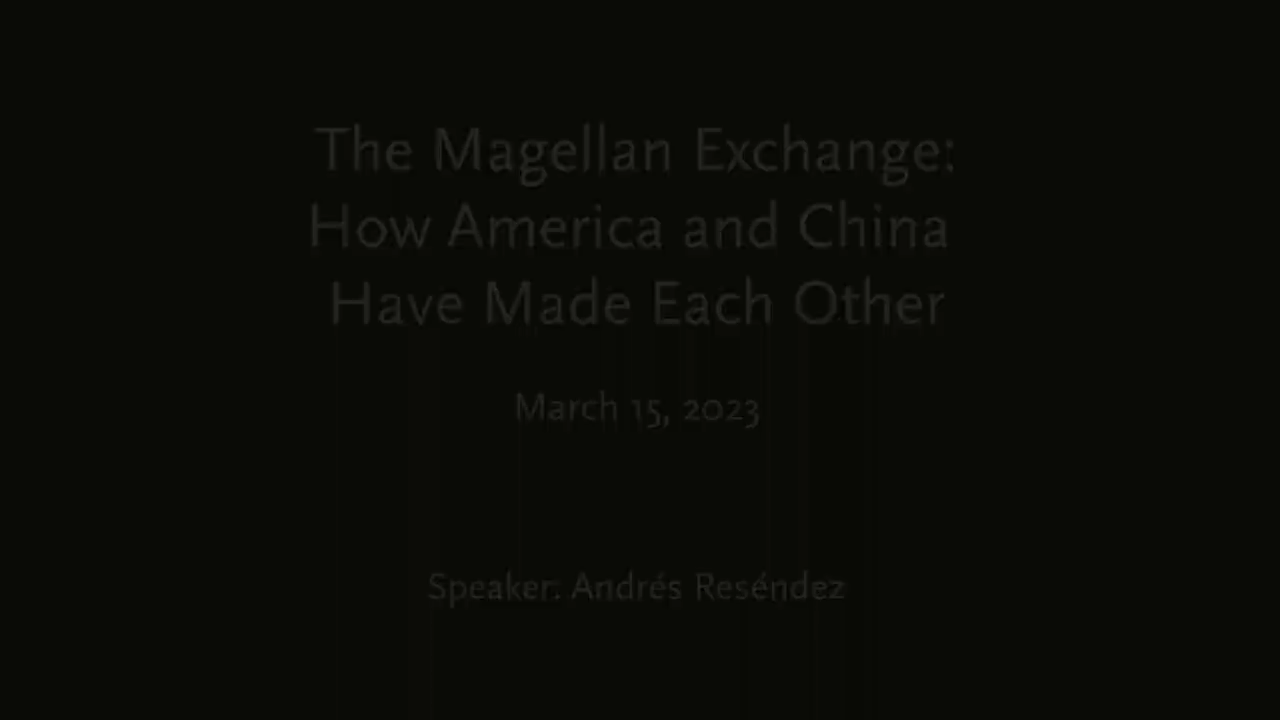 The Magellan Exchange:
How America and China
Have Made Each Other
March 15, 2023
Speaker: Andrés Reséndez